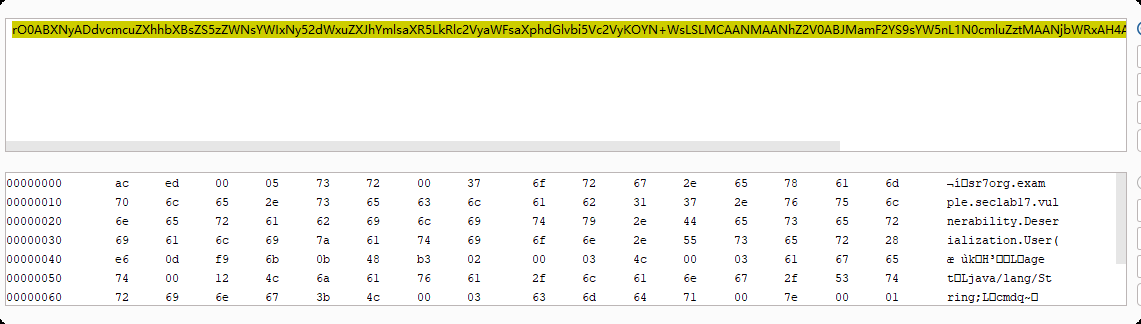 rO0ABXNyADdvcmcuZXhhbXBsZS5zZWNsYWIxNy52dWxuZXJhYmlsaXR5LkRlc2VyaWFsaXphdGlvbi5Vc2VyKOYN+WsLSLMCAANMAANhZ2V0ABJMamF2YS9sYW5nL1N0cmluZztMAANjbWRxAH4A
00000000 ac ed 00 05 73 72 00 37 6f 72 67 2e 65 78 61 6d ¬í□sr7org.exam
00000010 70 6c 65 2e 73 65 63 6c 61 62 31 37 2e 76 75 6c ple.seclab17.vul
00000020 6e 65 72 61 62 69 6c 69 74 79 2e 44 65 73 65 72 nerability.Deser
00000030 69 61 6c 69 7a 61 74 69 6f 6e 2e 55 73 65 72 28 ialization.User(
00000040 e6 0d f9 6b 0b 48 b3 02 00 03 4c 00 03 61 67 65 æ ùk□H³□□L□age
00000050 74 00 12 4c 6a 61 76 61 2f 6c 61 6e 67 2f 53 74 t□Ljava/lang/St
00000060 72 69 6e 67 3b 4c 00 03 63 6d 64 71 00 7e 00 01 ring;L□cmdq~□